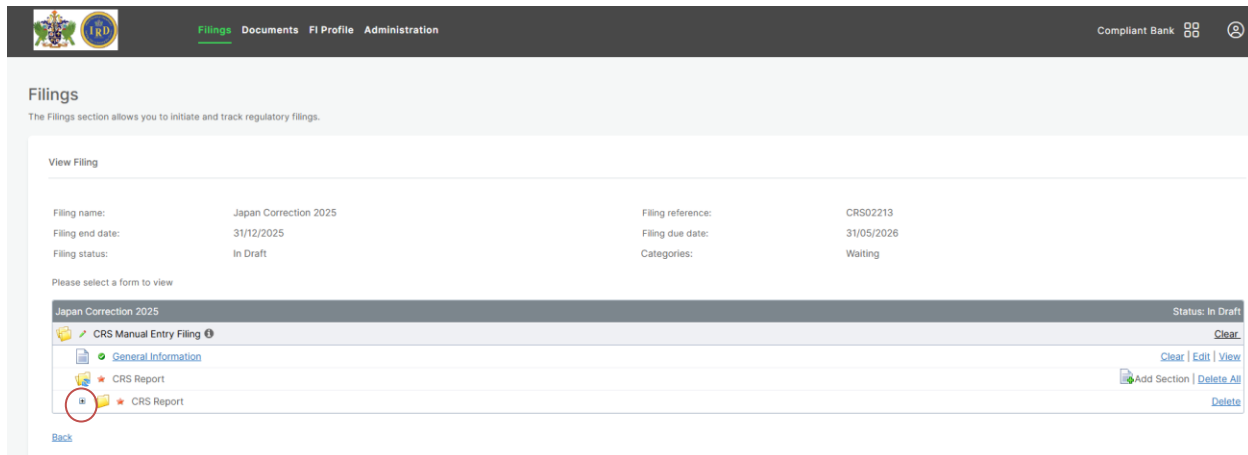 IRD
Filings Documents FI Profile Administration Compliant Bank
Filings
The Filings section allows you to initiate and track regulatory filings.
View Filing
Filing name: Japan Correction 2025 Filing reference: CRS02213
Filing end date: 31/12/2025 Filing due date: 31/05/2026
Filing status: In Draft Categories: Waiting
Please select a form to view
Japan Correction 2025 Status: In Draft
CRS Manual Entry Filing Clear
General Information Clear | Edit | View
CRS Report Add Section | Delete All
CRS Report Delete
Back